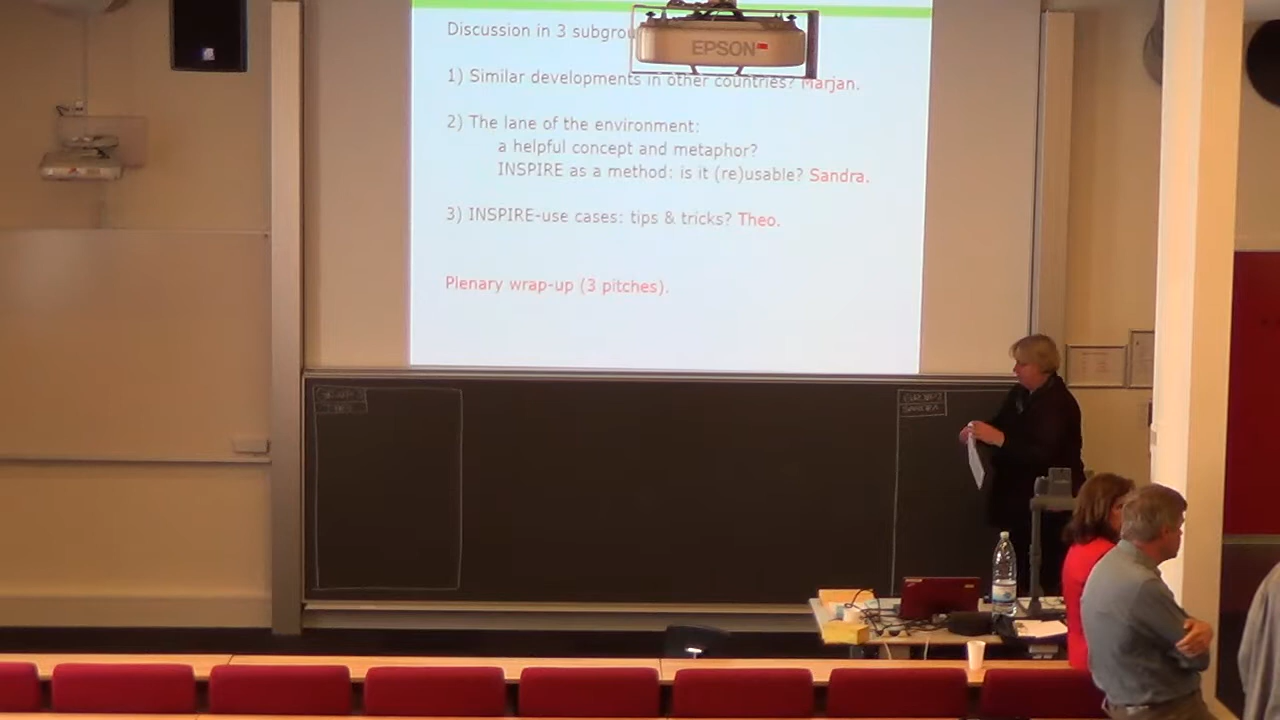 Discussion in 3 subgrou
EPSON
1) Similar developments in other countries? Marjan.
2) The lane of the environment:
a helpful concept and metaphor?
INSPIRE as a method: is it (re)usable? Sandra.
3) INSPIRE-use cases: tips & tricks? Theo.
Plenary wrap-up (3 pitches).
SANDRA